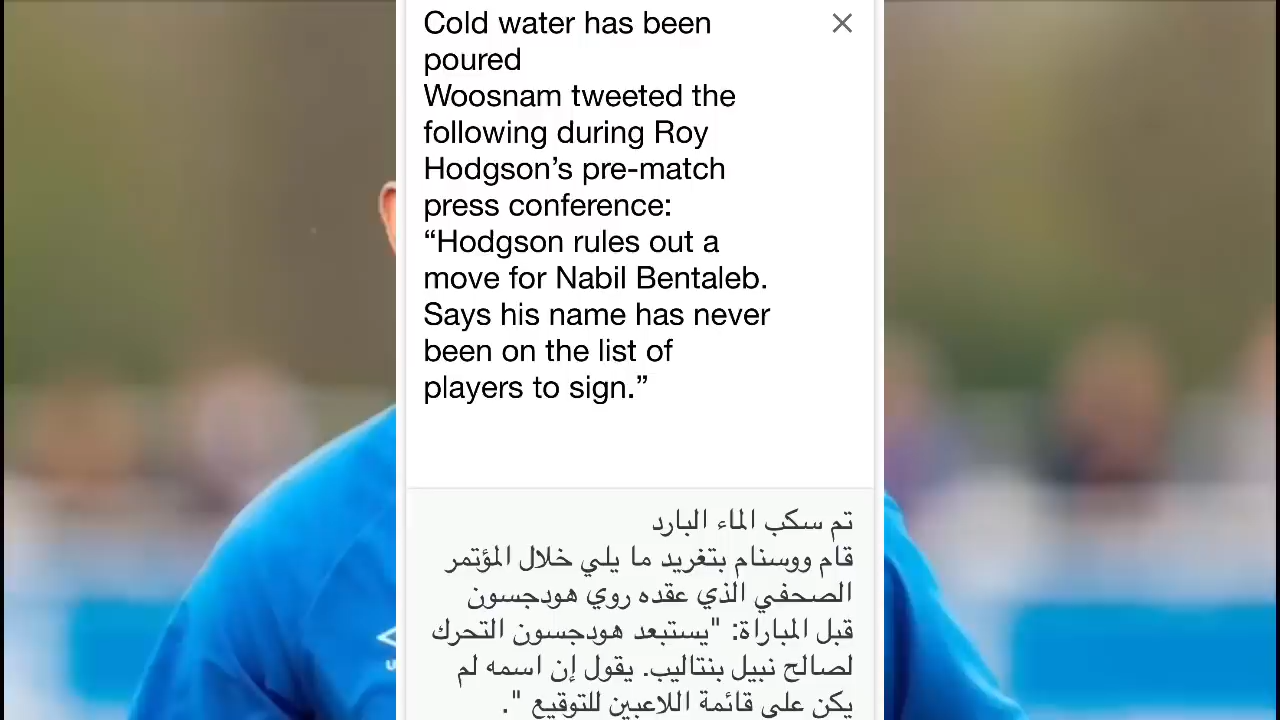 Cold water has been
poured
Woosnam tweeted the
following during Roy
Hodgson’s pre-match
press conference:
“Hodgson rules out a
move for Nabil Bentaleb.
Says his name has never
been on the list of
players to sign.”
تم سكب الماء البارد
قام ووسنام بتغريد ما يلي خلال المؤتمر
الصحفي الذي عقده روي هودجسون
قبل المباراة: "يستبعد هودجسون التحرك
لصالح نبيل بنتاليب. يقول إن اسمه لم
يكن على قائمة اللاعبين للتوقيع ".